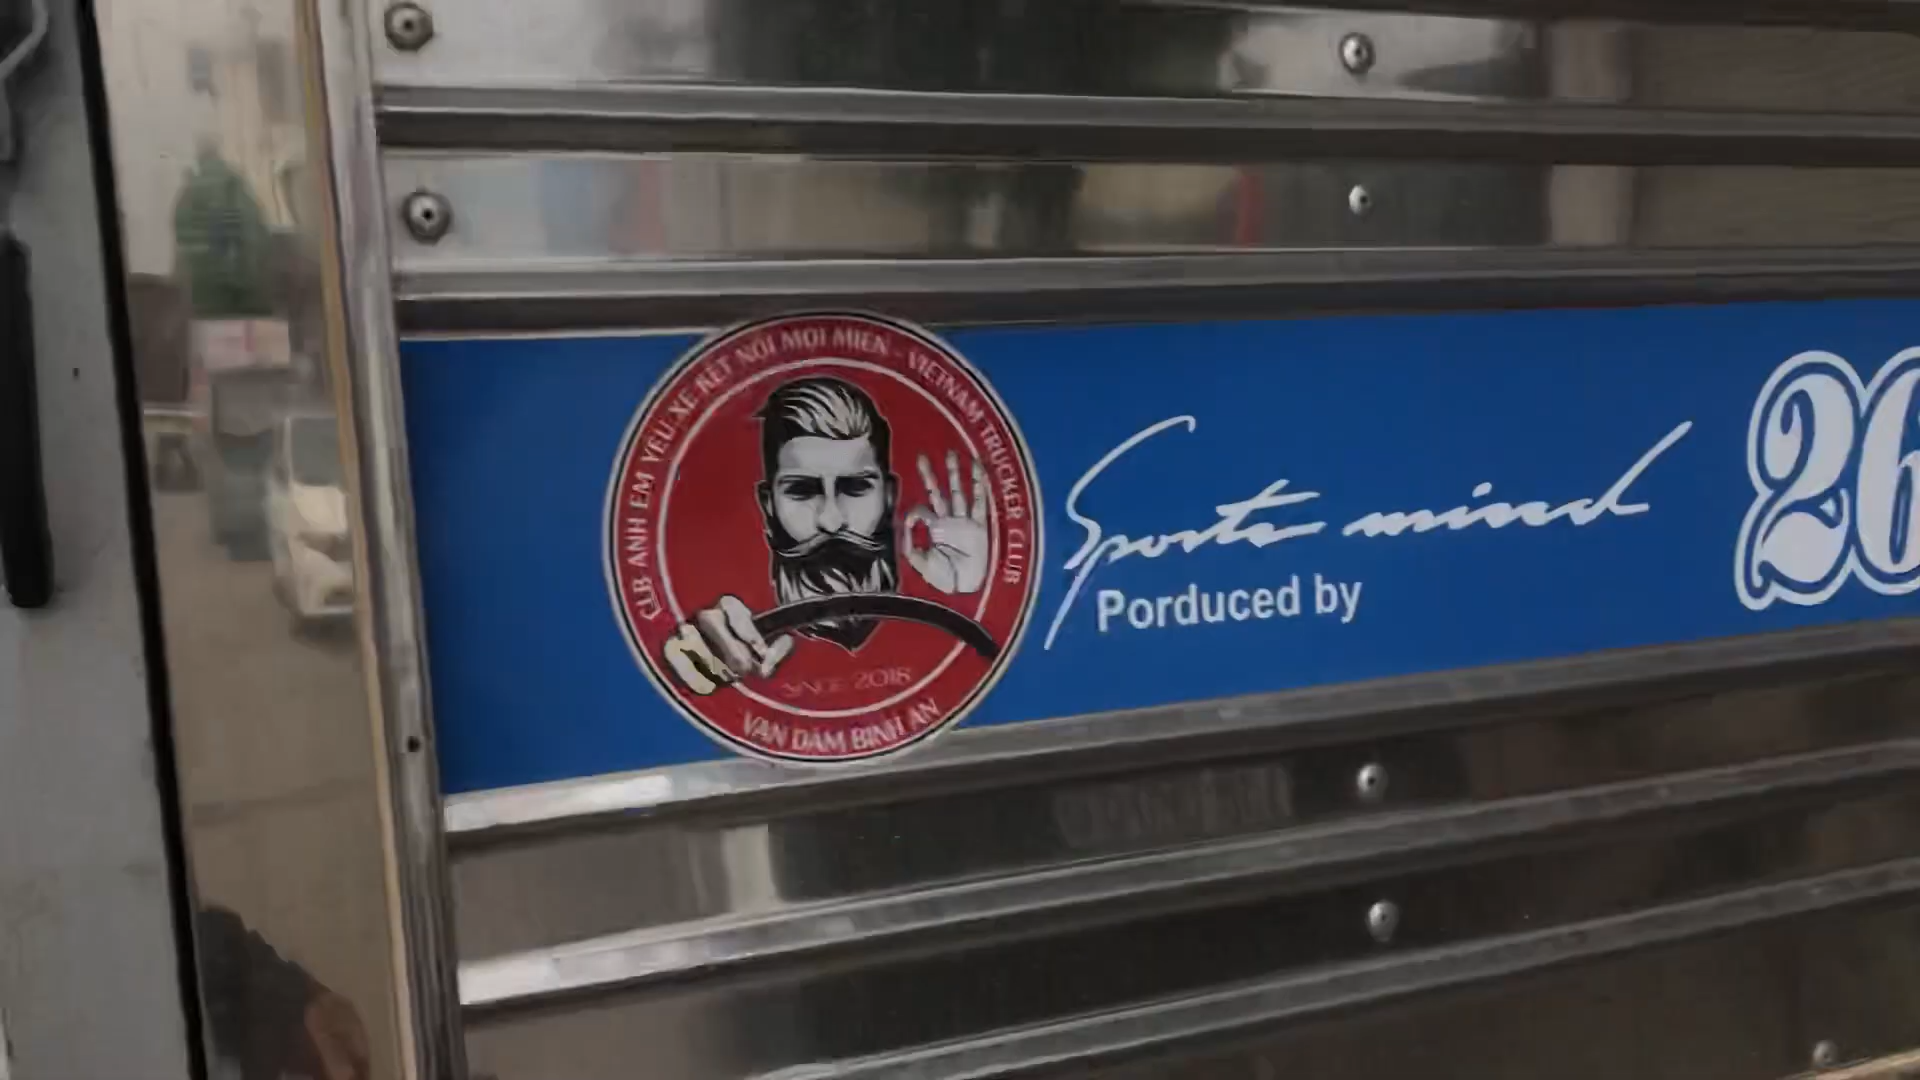 CLB ANH EM YÊU XE KẾT NỐI MỌI MIỀN - VIETNAM TRUCKER CLUB
SINCE 2018
VẠN DẶM BÌNH AN
Sports mind
Porduced by
26